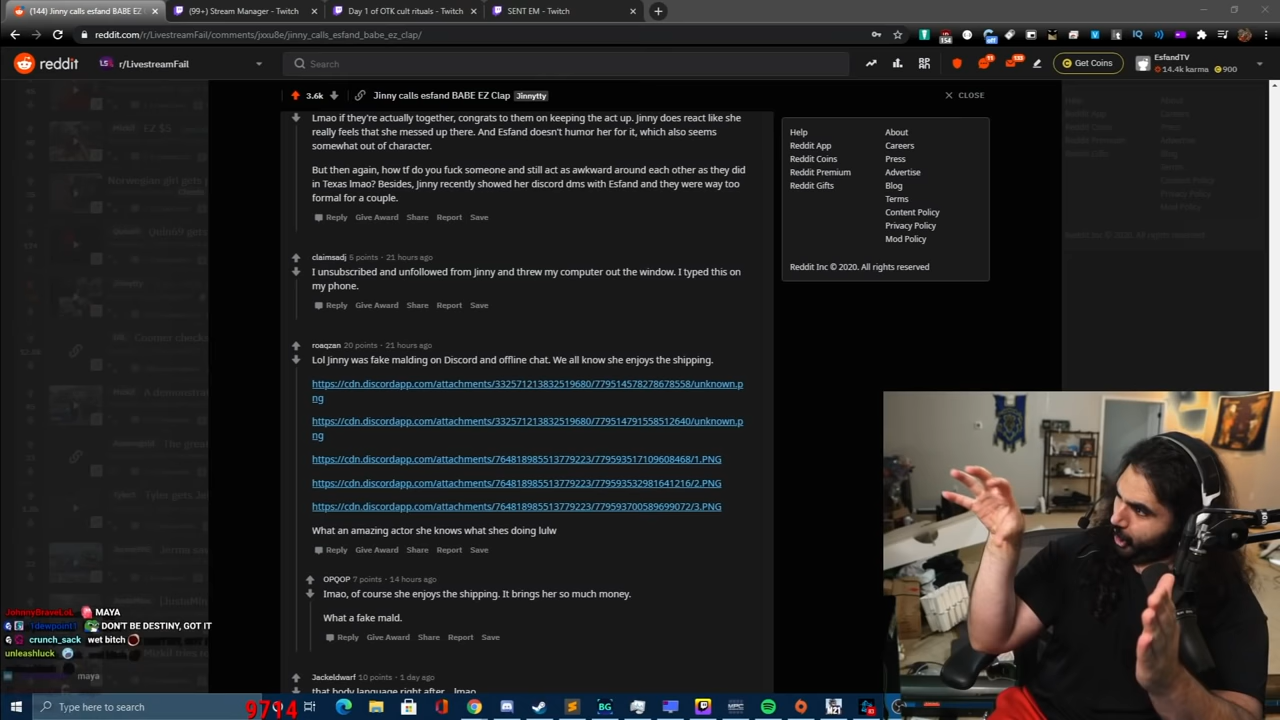 (144) Jinny calls esfand BABE EZ
(99+) Stream Manager - Twitch
Day 1 of OTK cult rituals - Twitch
SENT EM - Twitch
reddit.com/r/LivestreamFail/comments/jxxu8e/jinny_calls_esfand_babe_ez_clap/
reddit
r/LivestreamFail
Search
Get Coins
EsfandTV
14.4k karma
900
3.6k
Jinny calls esfand BABE EZ Clap
Jinnytty
CLOSE
Lmao if they're actually together, congrats to them on keeping the act up. Jinny does react like she
really feels that she messed up there. And Esfand doesn't humor her for it, which also seems
somewhat out of character.
But then again, how tf do you fuck someone and still act as awkward around each other as they did
in Texas lmao? Besides, Jinny recently showed her discord dms with Esfand and they were way too
formal for a couple.
Reply Give Award Share Report Save
claimsadj 5 points · 21 hours ago
I unsubscribed and unfollowed from Jinny and threw my computer out the window. I typed this on
my phone.
Reply Give Award Share Report Save
roaqzan 20 points · 21 hours ago
Lol Jinny was fake malding on Discord and offline chat. We all know she enjoys the shipping.
https://cdn.discordapp.com/attachments/332571213832519680/779514578278678558/unknown.p
ng
https://cdn.discordapp.com/attachments/332571213832519680/779514791558512640/unknown.p
ng
https://cdn.discordapp.com/attachments/764818985513779223/779593517109608468/1.PNG
https://cdn.discordapp.com/attachments/764818985513779223/779593532981641216/2.PNG
https://cdn.discordapp.com/attachments/764818985513779223/779593700589699072/3.PNG
What an amazing actor she knows what shes doing lulw
Reply Give Award Share Report Save
OPQOP 7 points · 14 hours ago
lmao, of course she enjoys the shipping. It brings her so much money.
What a fake mald.
Reply Give Award Share Report Save
Jackeldwarf 10 points · 1 day ago
that body language right after... lmao
Help About
Reddit App Careers
Reddit Coins Press
Reddit Premium Advertise
Reddit Gifts Blog
Terms
Content Policy
Privacy Policy
Mod Policy
Reddit Inc © 2020. All rights reserved
JohnnyBraveLoL MAYA
1dewpoint1 DON'T BE DESTINY, GOT IT
crunch_sack wet bitch
unleashluck
maya
Type here to search
9714